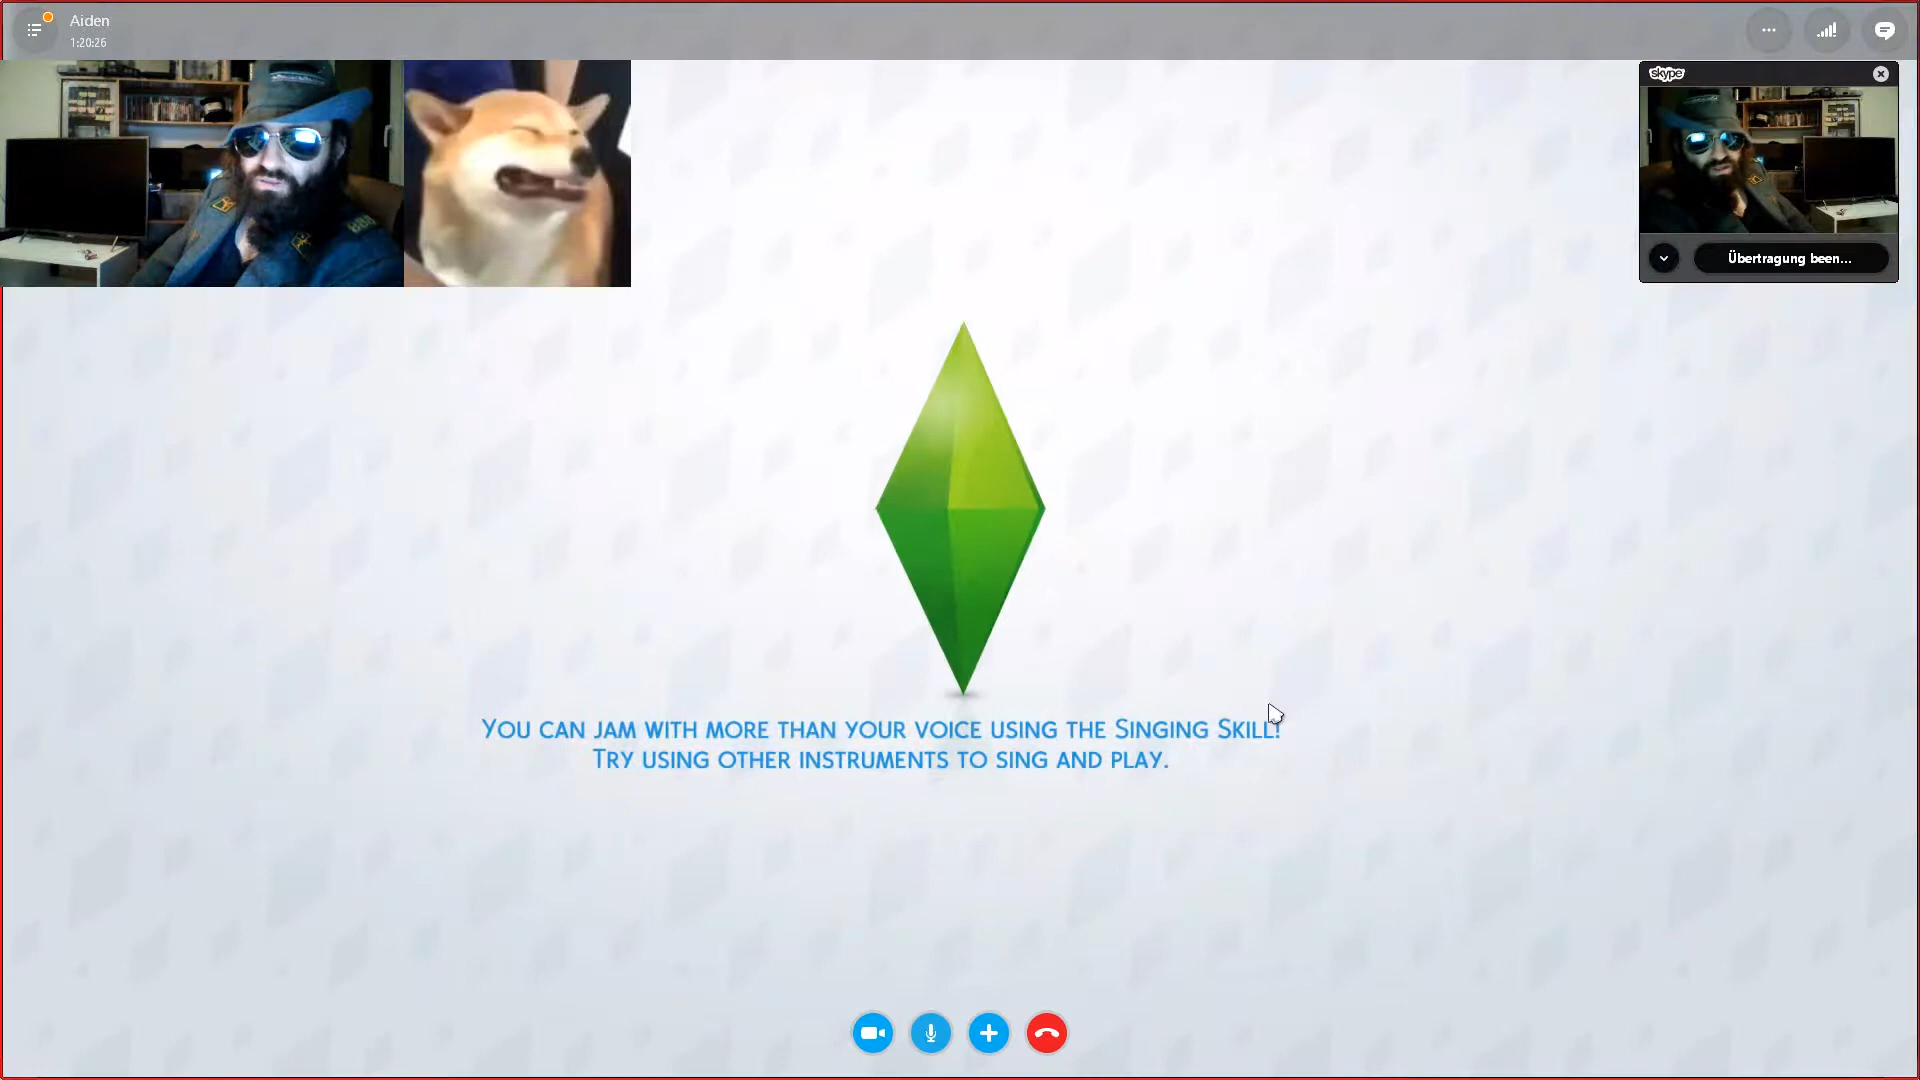 Aiden
1:20:26
skype
Übertragung been...
YOU CAN JAM WITH MORE THAN YOUR VOICE USING THE SINGING SKILL!
TRY USING OTHER INSTRUMENTS TO SING AND PLAY.